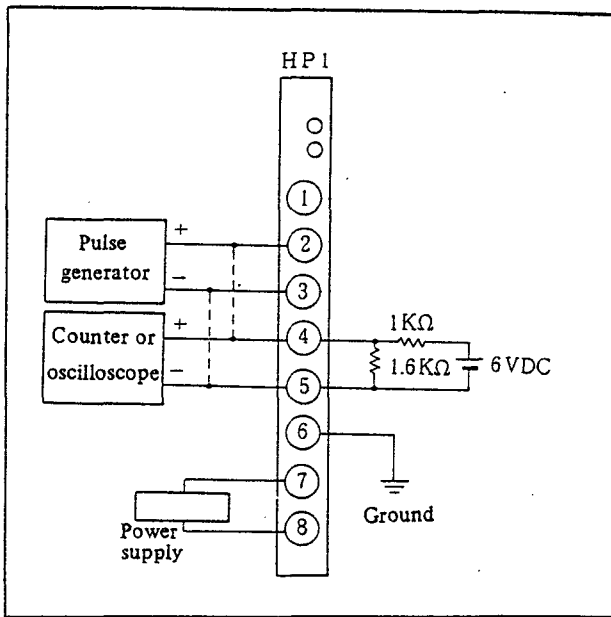 HP1
1
+
Pulse
generator
−
2
3
Counter or
oscilloscope
+
−
4
5
1KΩ
1.6KΩ
6VDC
6
7
8
Ground
Power
supply